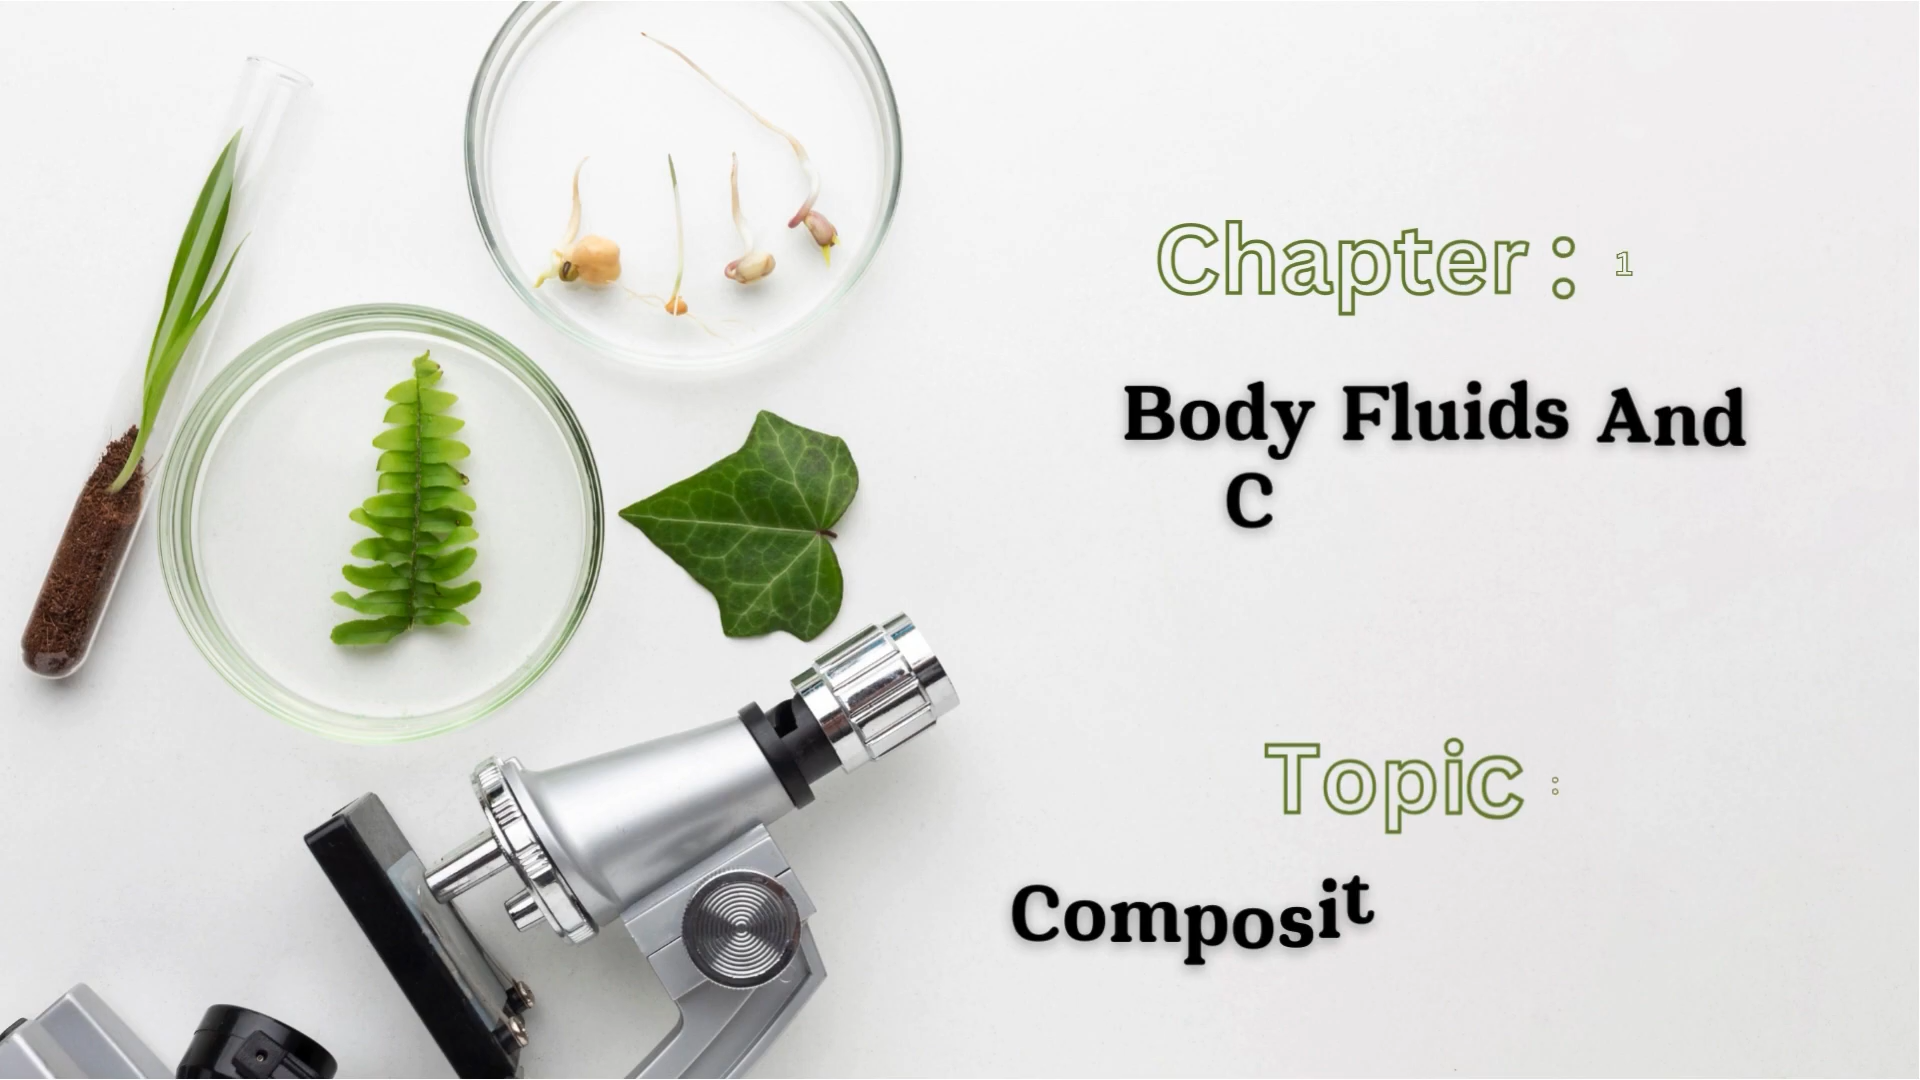 Chapter : 1
Body Fluids And
C
Topic :
Composit